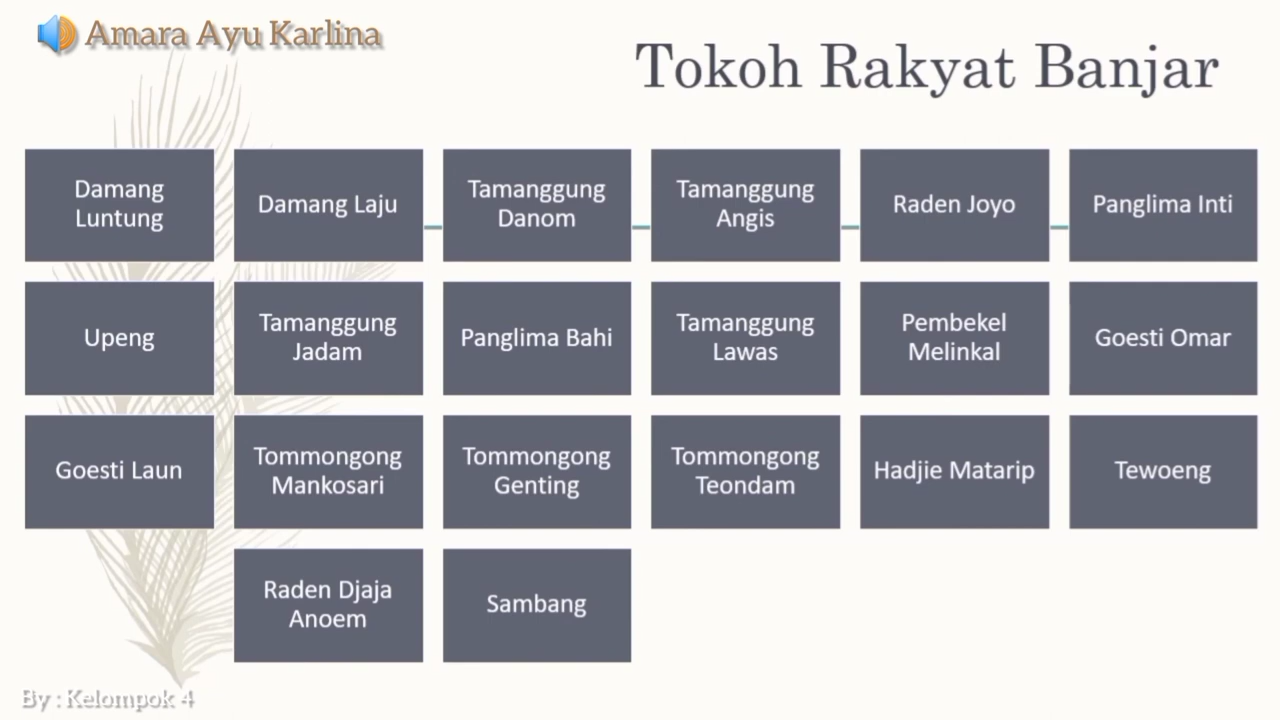 Amara Ayu Karlina
Tokoh Rakyat Banjar
Damang
Luntung
Damang Laju
Tamanggung
Danom
Tamanggung
Angis
Raden Joyo
Panglima Inti
Upeng
Tamanggung
Jadam
Panglima Bahi
Tamanggung
Lawas
Pembekel
Melinkal
Goesti Omar
Goesti Laun
Tommongong
Mankosari
Tommongong
Genting
Tommongong
Teondam
Hadjie Matarip
Tewoeng
Raden Djaja
Anoem
Sambang
By : Kelompok 4